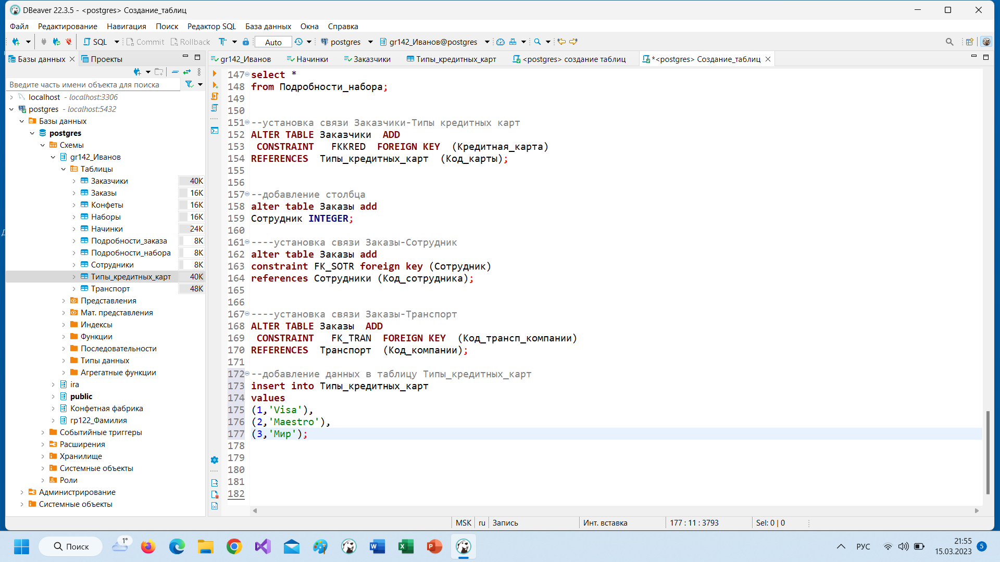 DBeaver 22.3.5 - <postgres> Создание_таблиц
Файл Редактирование Навигация Поиск Редактор SQL База данных Окна Справка
SQL Commit Rollback Auto postgres gr142_Иванов@postgres
Базы данных Проекты
gr142_Иванов Начинки Заказчики Типы_кредитных_карт <postgres> создание таблиц *<postgres> Создание_таблиц
Введите часть имени объекта для поиска
localhost - localhost:3306
postgres - localhost:5432
Базы данных
postgres
Схемы
gr142_Иванов
Таблицы
Заказчики 40K
Заказы 16K
Конфеты 16K
Наборы 16K
Начинки 24K
Подробности_заказа 8K
Подробности_набора 8K
Сотрудники 8K
Типы_кредитных_карт 40K
Транспорт 48K
Представления
Мат. представления
Индексы
Функции
Последовательности
Типы данных
Агрегатные функции
ira
public
Конфетная фабрика
гр122_Фамилия
Событийные триггеры
Расширения
Хранилище
Системные объекты
Роли
Администрирование
Системные объекты
147 select *
148 from Подробности_набора;
149
150
151 --установка связи Заказчики-Типы кредитных карт
152 ALTER TABLE Заказчики ADD
153 CONSTRAINT FKKRED FOREIGN KEY (Кредитная_карта)
154 REFERENCES Типы_кредитных_карт (Код_карты);
155
156
157 --добавление столбца
158 alter table Заказы add
159 Сотрудник INTEGER;
160
161 ----установка связи Заказы-Сотрудник
162 alter table Заказы add
163 constraint FK_SOTR foreign key (Сотрудник)
164 references Сотрудники (Код_сотрудника);
165
166
167 ----установка связи Заказы-Транспорт
168 ALTER TABLE Заказы ADD
169 CONSTRAINT FK_TRAN FOREIGN KEY (Код_трансп_компании)
170 REFERENCES Транспорт (Код_компании);
171
172 --добавление данных в таблицу Типы_кредитных_карт
173 insert into Типы_кредитных_карт
174 values
175 (1,'Visa'),
176 (2,'Maestro'),
177 (3,'Мир');
178
179
180
181
182
MSK ru Запись Инт. вставка 177 : 11 : 3793 Sel: 0 | 0
Поиск 1° РУС 21:55
15.03.2023 5